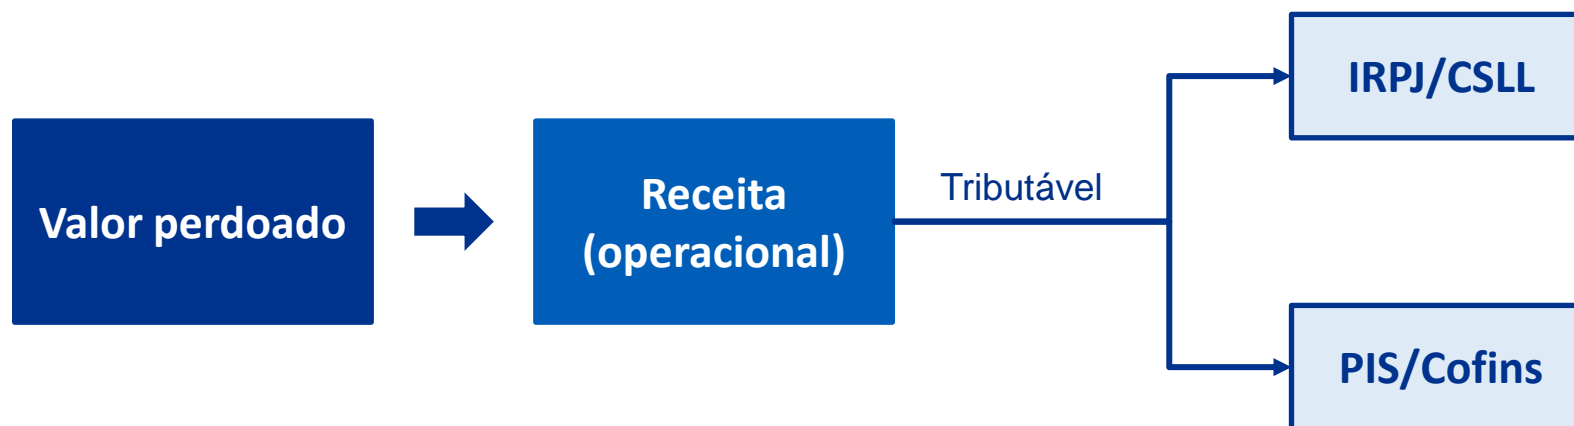 Valor perdoado
Receita
(operacional)
Tributável
IRPJ/CSLL
PIS/Cofins